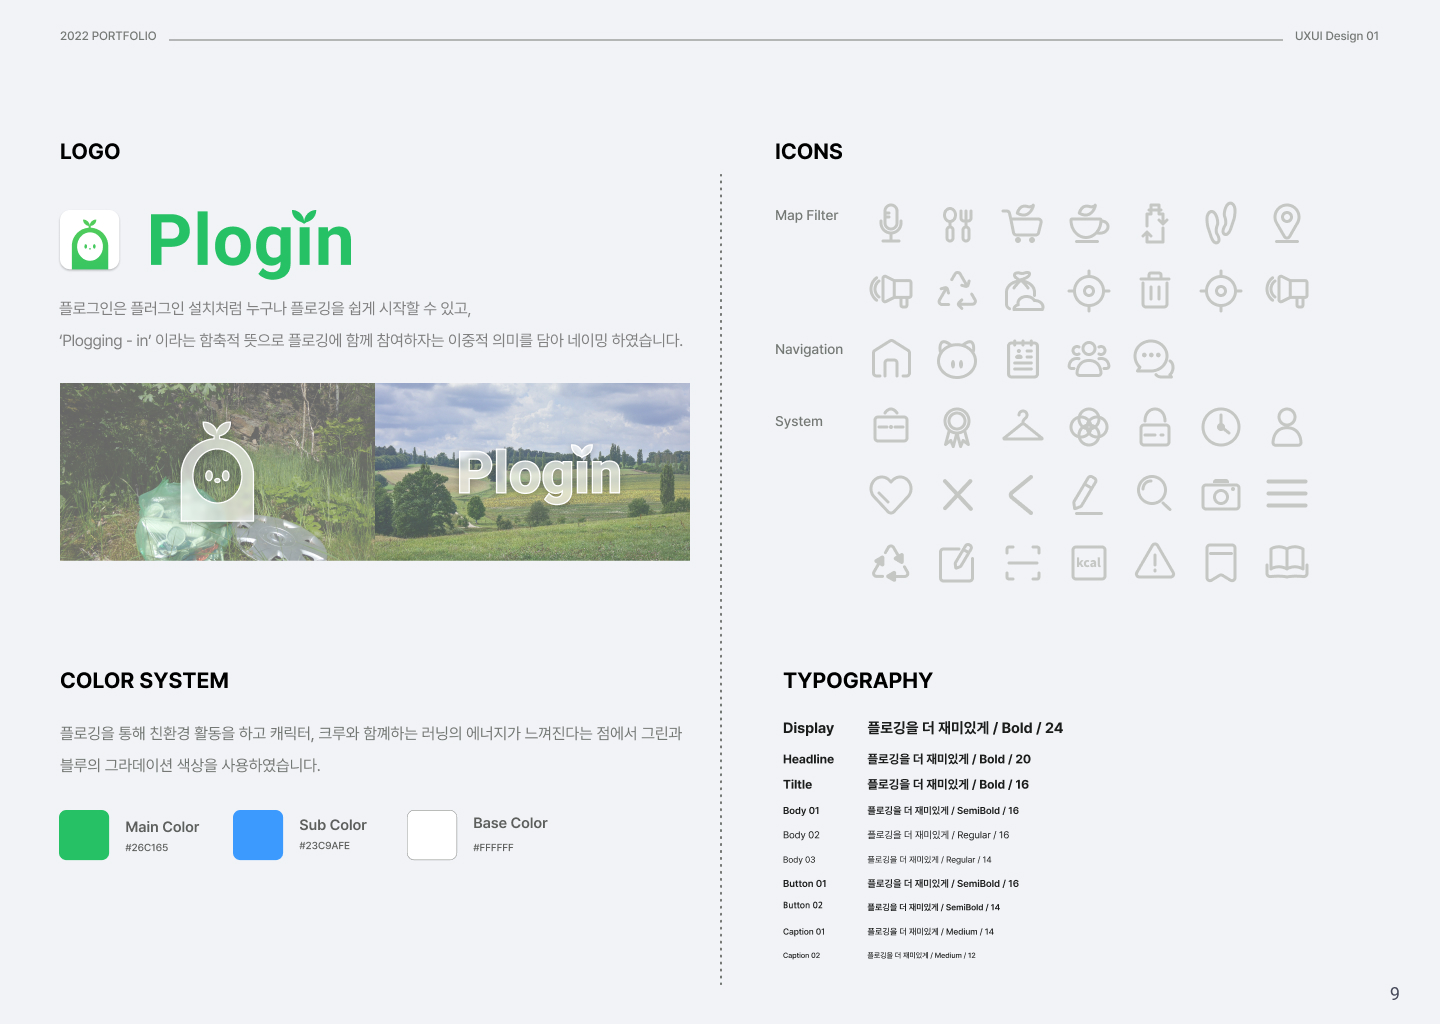 2022 PORTFOLIO
UXUI Design 01
LOGO
Plogin
플로그인은 플러그인 설치처럼 누구나 플로깅을 쉽게 시작할 수 있고,
‘Plogging - in’ 이라는 함축적 뜻으로 플로깅에 함께 참여하자는 이중적 의미를 담아 네이밍 하였습니다.
Plogin
COLOR SYSTEM
플로깅을 통해 친환경 활동을 하고 캐릭터, 크루와 함꼐하는 러닝의 에너지가 느껴진다는 점에서 그린과
블루의 그라데이션 색상을 사용하였습니다.
Main Color
#26C165
Sub Color
#23C9AFE
Base Color
#FFFFFF
ICONS
Map Filter
Navigation
System
kcal
TYPOGRAPHY
Display 플로깅을 더 재미있게 / Bold / 24
Headline 플로깅을 더 재미있게 / Bold / 20
Tiltle 플로깅을 더 재미있게 / Bold / 16
Body 01 플로깅을 더 재미있게 / SemiBold / 16
Body 02 플로깅을 더 재미있게 / Regular / 16
Body 03 플로깅을 더 재미있게 / Regular / 14
Button 01 플로깅을 더 재미있게 / SemiBold / 16
Button 02 플로깅을 더 재미있게 / SemiBold / 14
Caption 01 플로깅을 더 재미있게 / Medium / 14
Caption 02 플로깅을 더 재미있게 / Medium / 12
9